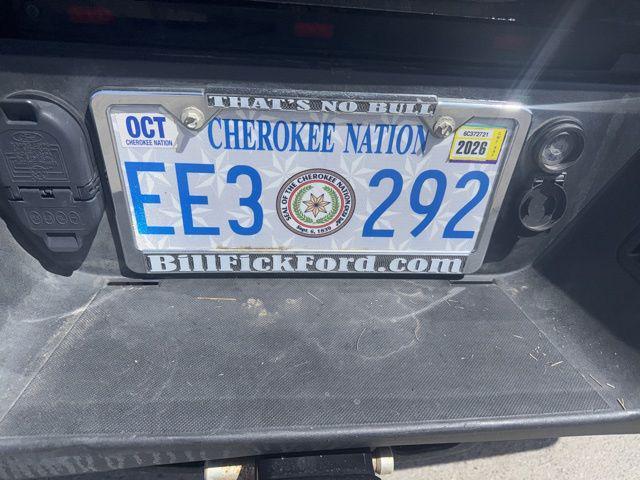 THAT'S NO BULL
OCT
CHEROKEE NATION
CHEROKEE NATION
6C372721
2026
EE3 292
SEAL OF THE CHEROKEE NATION
Sept. 6, 1839
BillFickFord.com